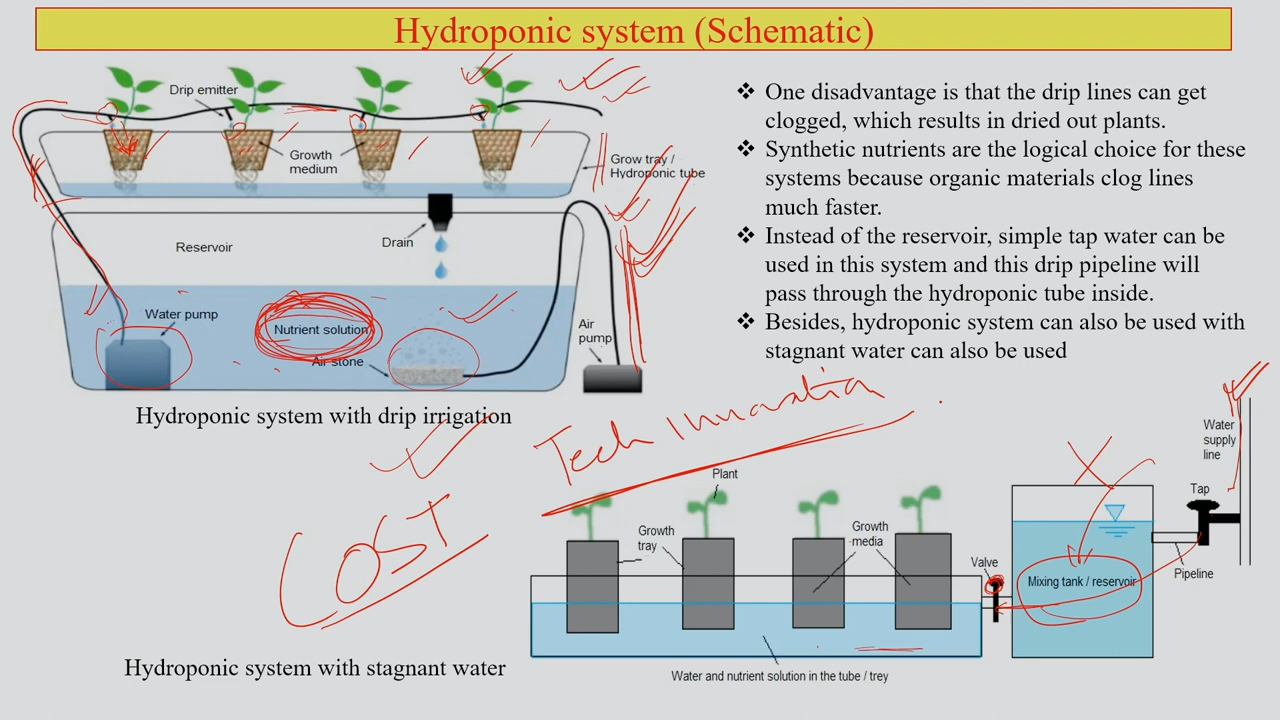 Hydroponic system (Schematic)
Drip emitter
Growth
medium
Grow tray /
Hydroponic tube
Drain
Reservoir
Water pump
Nutrient solution
Air stone
Air
pump
Hydroponic system with drip irrigation
❖ One disadvantage is that the drip lines can get
clogged, which results in dried out plants.
❖ Synthetic nutrients are the logical choice for these
systems because organic materials clog lines
much faster.
❖ Instead of the reservoir, simple tap water can be
used in this system and this drip pipeline will
pass through the hydroponic tube inside.
❖ Besides, hydroponic system can also be used with
stagnant water can also be used
Tech Innovation
COST
Plant
Growth
tray
Growth
media
Valve
Mixing tank / reservoir
Water
supply
line
Tap
Pipeline
Water and nutrient solution in the tube / trey
Hydroponic system with stagnant water